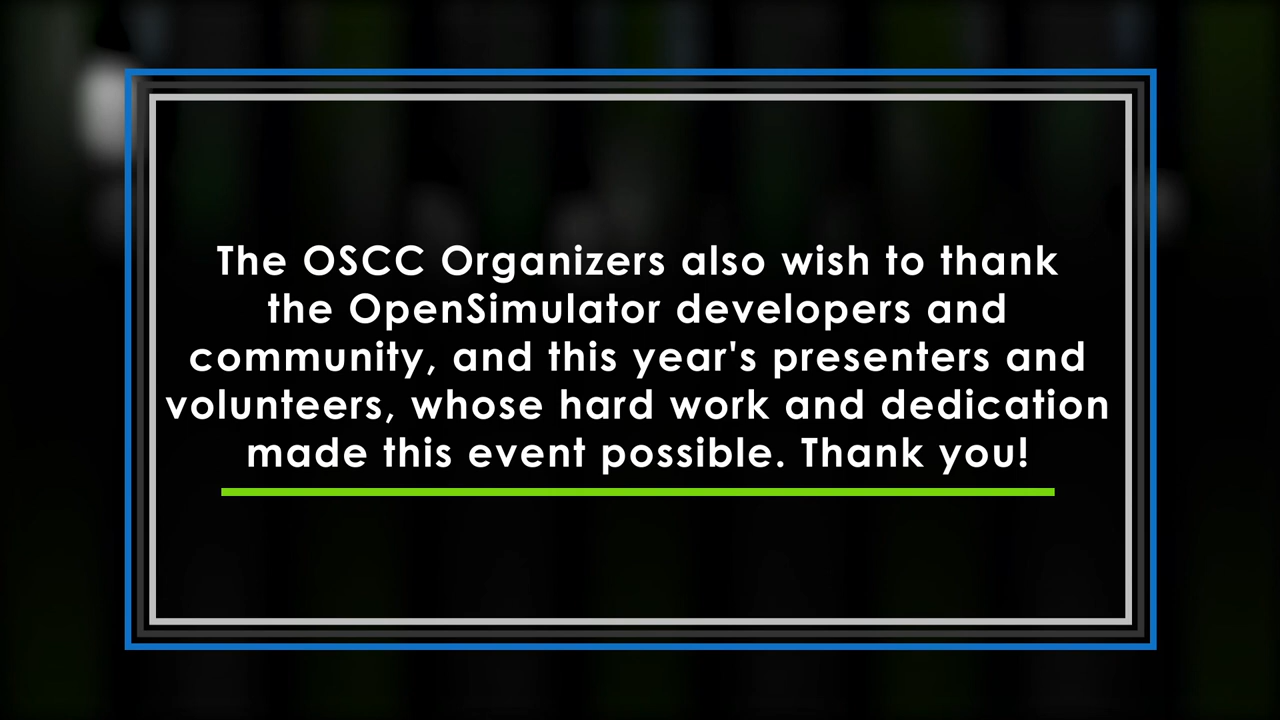 The OSCC Organizers also wish to thank
the OpenSimulator developers and
community, and this year's presenters and
volunteers, whose hard work and dedication
made this event possible. Thank you!